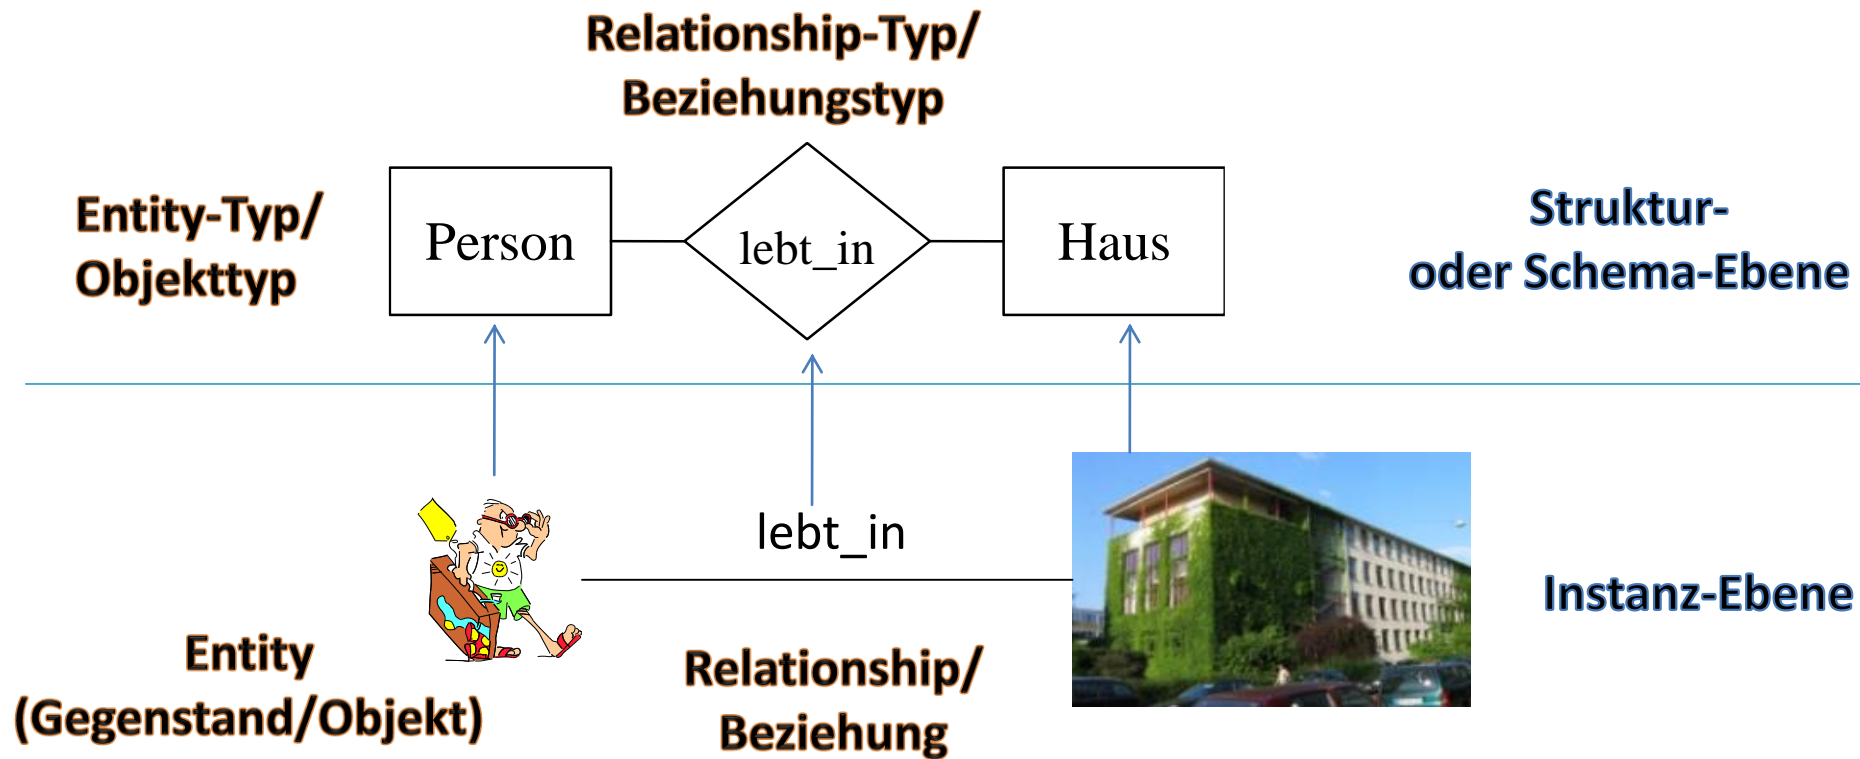 Relationship-Typ/
Beziehungstyp
Entity-Typ/
Objekttyp
Person
lebt_in
Haus
Struktur-
oder Schema-Ebene
lebt_in
Instanz-Ebene
Entity
(Gegenstand/Objekt)
Relationship/
Beziehung